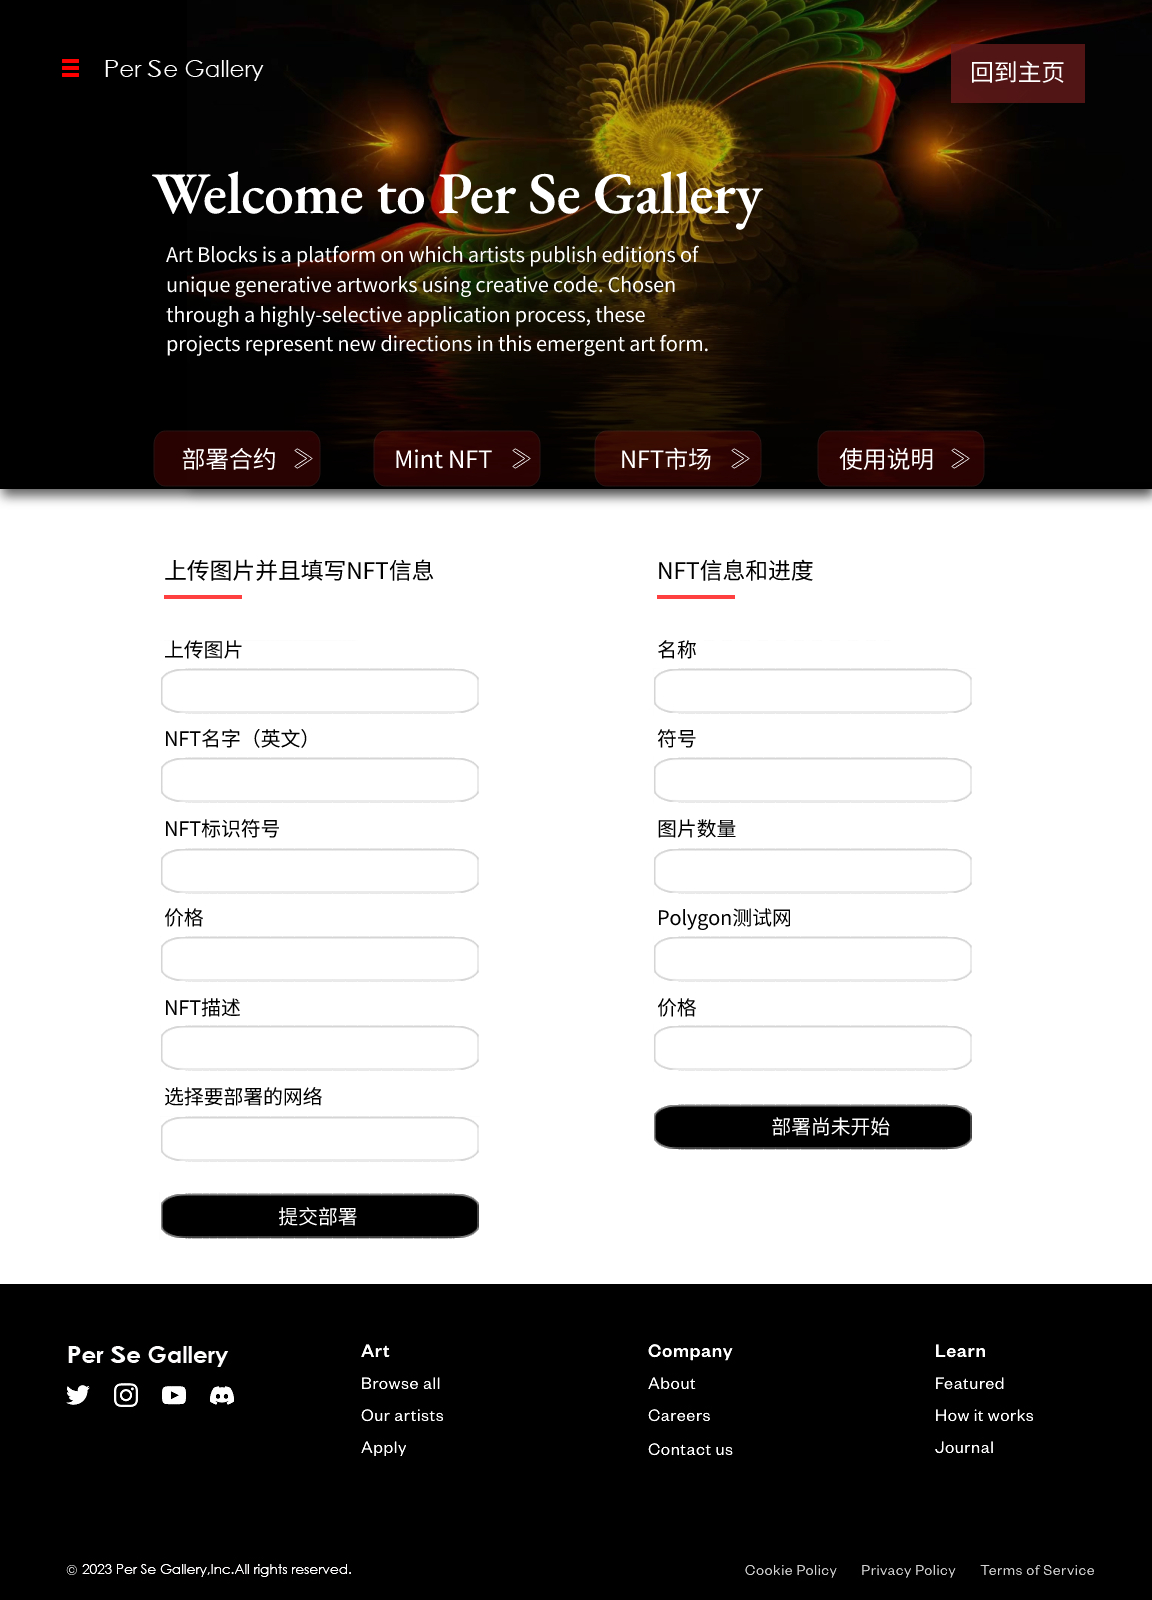 Per Se Gallery
回到主页
Welcome to Per Se Gallery
Art Blocks is a platform on which artists publish editions of
unique generative artworks using creative code. Chosen
through a highly-selective application process, these
projects represent new directions in this emergent art form.
部署合约
Mint NFT
NFT市场
使用说明
上传图片并且填写NFT信息
上传图片
NFT名字（英文）
NFT标识符号
价格
NFT描述
选择要部署的网络
提交部署
NFT信息和进度
名称
符号
图片数量
Polygon测试网
价格
部署尚未开始
Per Se Gallery
Art
Browse all
Our artists
Apply
Company
About
Careers
Contact us
Learn
Featured
How it works
Journal
© 2023 Per Se Gallery,Inc.All rights reserved.
Cookie Policy
Privacy Policy
Terms of Service